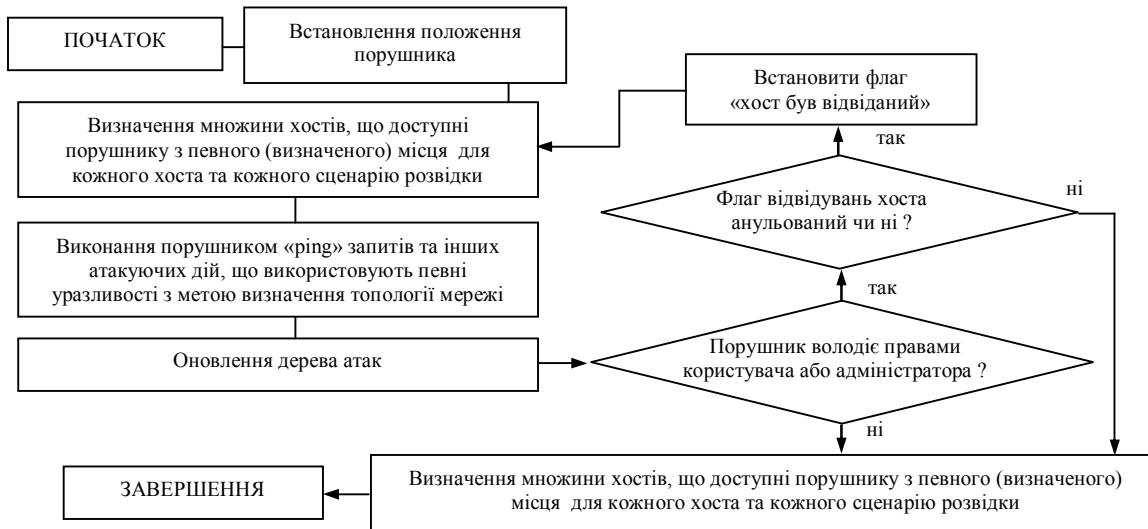 ПОЧАТОК
Встановлення положення
порушника
Визначення множини хостів, що доступні
порушнику з певного (визначеного) місця для
кожного хоста та кожного сценарію розвідки
Виконання порушником «ping» запитів та інших
атакуючих дій, що використовують певні
уразливості з метою визначення топології мережі
Оновлення дерева атак
Порушник володіє правами
користувача або адміністратора ?
так
ні
Флаг відвідувань хоста
анульований чи ні ?
так
ні
Встановити флаг
«хост був відвіданий»
Визначення множини хостів, що доступні порушнику з певного (визначеного)
місця для кожного хоста та кожного сценарію розвідки
ЗАВЕРШЕННЯ